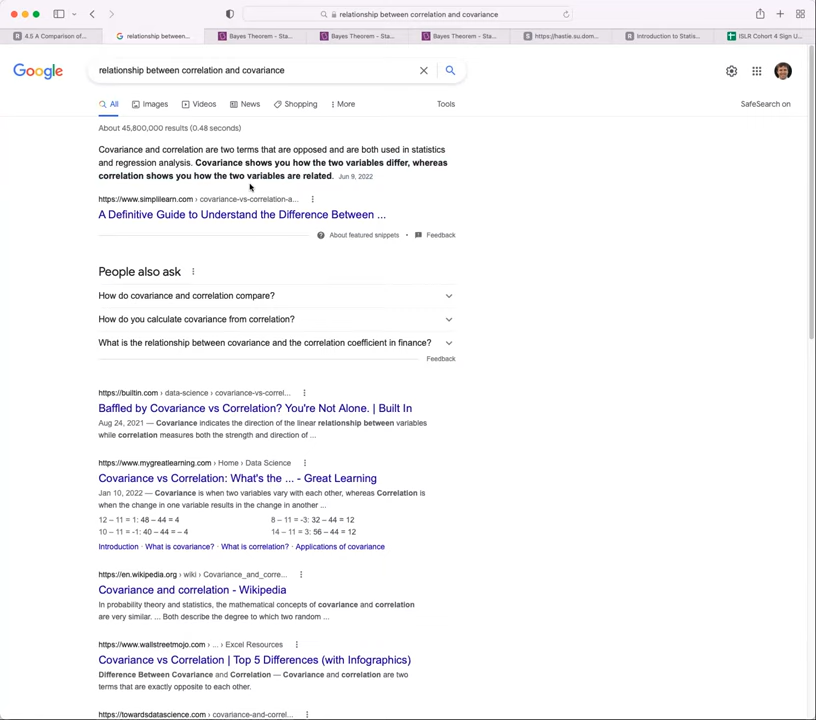 relationship between correlation and covariance
4.5 A Comparison of...
relationship between...
Bayes Theorem - Sta...
Bayes Theorem - Sta...
Bayes Theorem - Sta...
https://hastie.su.dom...
Introduction to Statis...
ISLR Cohort 4 Sign U...
Google
relationship between correlation and covariance
All
Images
Videos
News
Shopping
More
Tools
SafeSearch on
About 45,800,000 results (0.48 seconds)
Covariance and correlation are two terms that are opposed and are both used in statistics
and regression analysis. Covariance shows you how the two variables differ, whereas
correlation shows you how the two variables are related. Jun 9, 2022
https://www.simplilearn.com › covariance-vs-correlation-a...
A Definitive Guide to Understand the Difference Between ...
About featured snippets • Feedback
People also ask
How do covariance and correlation compare?
How do you calculate covariance from correlation?
What is the relationship between covariance and the correlation coefficient in finance?
Feedback
https://builtin.com › data-science › covariance-vs-correl...
Baffled by Covariance vs Correlation? You're Not Alone. | Built In
Aug 24, 2021 — Covariance indicates the direction of the linear relationship between variables
while correlation measures both the strength and direction of ...
https://www.mygreatlearning.com › Home › Data Science
Covariance vs Correlation: What's the ... - Great Learning
Jan 10, 2022 — Covariance is when two variables vary with each other, whereas Correlation is
when the change in one variable results in the change in another ...
12 – 11 = 1: 48 – 44 = 4 8 – 11 = -3: 32 – 44 = 12
10 – 11 = -1: 40 – 44 = – 4 14 – 11 = 3: 56 – 44 = 12
Introduction · What is covariance? · What is correlation? · Applications of covariance
https://en.wikipedia.org › wiki › Covariance_and_corre...
Covariance and correlation - Wikipedia
In probability theory and statistics, the mathematical concepts of covariance and correlation
are very similar. ... Both describe the degree to which two random ...
https://www.wallstreetmojo.com › ... › Excel Resources
Covariance vs Correlation | Top 5 Differences (with Infographics)
Difference Between Covariance and Correlation — Covariance and correlation are two
terms that are exactly opposite to each other.
https://towardsdatascience.com › covariance-and-correl...